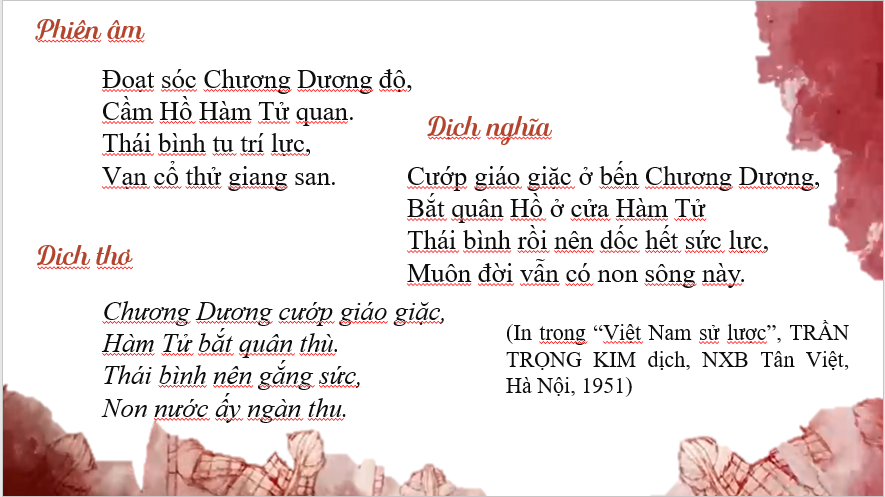 Phiên âm
Đoạt sóc Chương Dương độ,
Cầm Hồ Hàm Tử quan.
Thái bình tu trí lực,
Vạn cổ thử giang san.
Dịch nghĩa
Cướp giáo giặc ở bến Chương Dương,
Bắt quân Hồ ở cửa Hàm Tử
Thái bình rồi nên dốc hết sức lực,
Muôn đời vẫn có non sông này.
Dịch thơ
Chương Dương cướp giáo giặc,
Hàm Tử bắt quân thù.
Thái bình nên gắng sức,
Non nước ấy ngàn thu.
(In trong “Việt Nam sử lược”, TRẦN
TRỌNG KIM dịch, NXB Tân Việt,
Hà Nội, 1951)